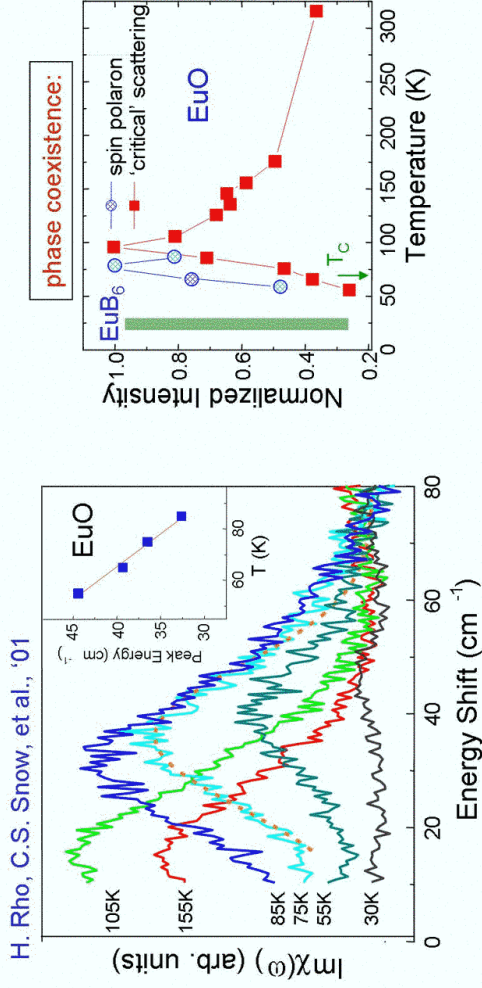 H. Rho, C.S. Snow, et al., ‘01
Imχ(ω) (arb. units)
105K
155K
85K
75K
55K
30K
0
20
40
60
80
Energy Shift (cm⁻¹)
EuO
Peak Energy (cm⁻¹)
45
40
35
30
60
80
T (K)
phase coexistence:
EuB₆
spin polaron
'critical' scattering
EuO
T_C
Normalized Intensity
1.0
0.8
0.6
0.4
0.2
0
50
100
150
200
250
300
Temperature (K)